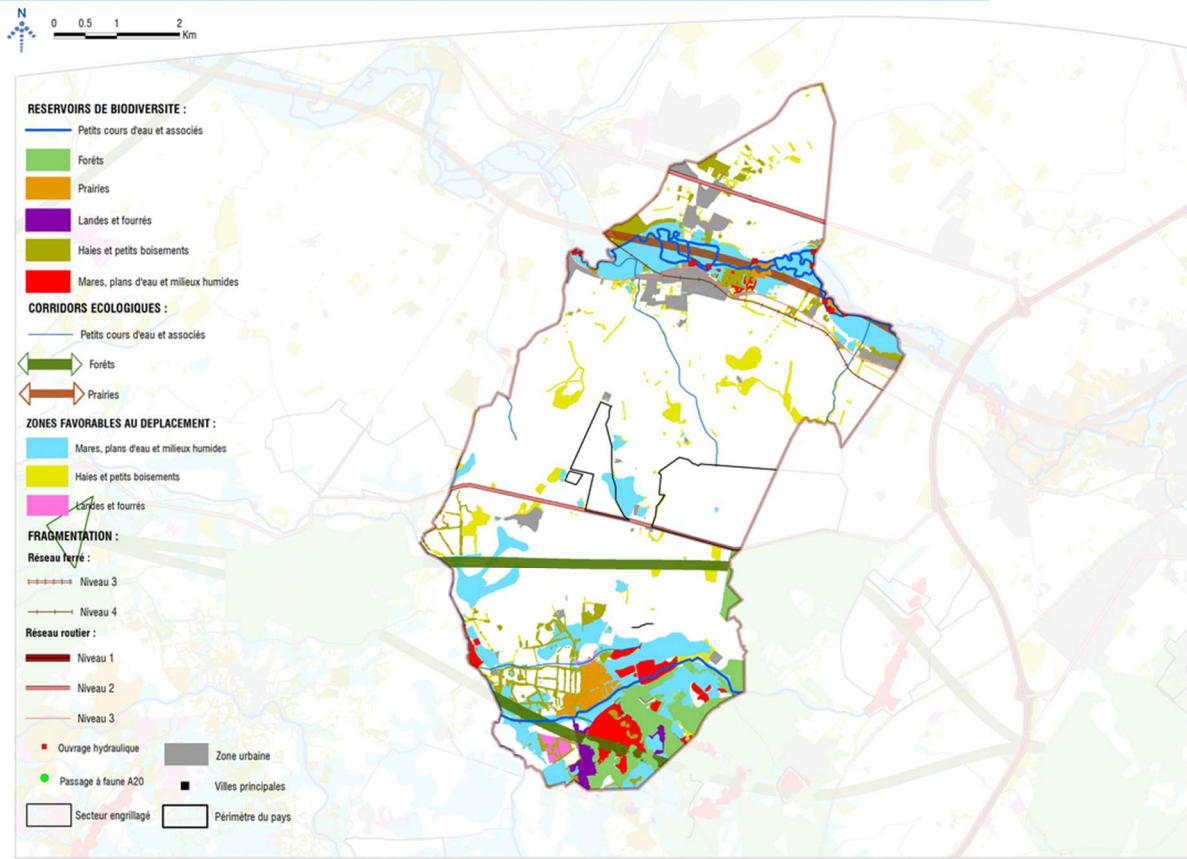 N
0 0.5 1 2
Km
RESERVOIRS DE BIODIVERSITE :
Petits cours d'eau et associés
Forêts
Prairies
Landes et fourrés
Haies et petits boisements
Mares, plans d'eau et milieux humides
CORRIDORS ECOLOGIQUES :
Petits cours d'eau et associés
Forêts
Prairies
ZONES FAVORABLES AU DEPLACEMENT :
Mares, plans d'eau et milieux humides
Haies et petits boisements
Landes et fourrés
FRAGMENTATION :
Réseau ferré :
Niveau 3
Niveau 4
Réseau routier :
Niveau 1
Niveau 2
Niveau 3
Ouvrage hydraulique
Zone urbaine
Passage à faune A20
Villes principales
Secteur engrillagé
Périmètre du pays